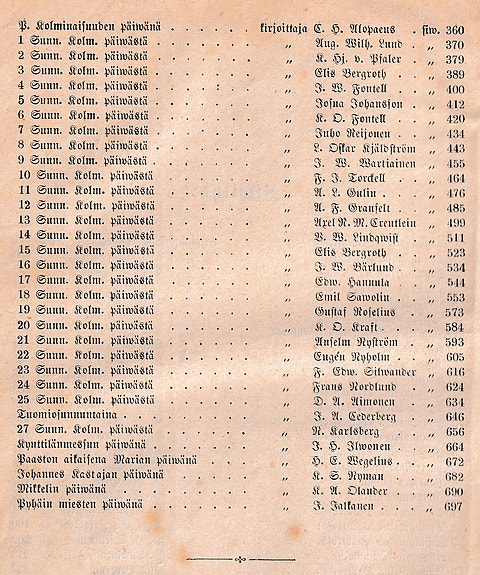 P. Kolminaisuuden päiwänä . . . . . . kirjoittaja C. H. Alopaeus . siw. 360
1 Sunn. Kolm. päiwästä . . . . . . „ Aug. Wilh. Lund . „ 370
2 Sunn. Kolm. päiwästä . . . . . . „ K. Hj. v. Pfaler . „ 379
3 Sunn. Kolm. päiwästä . . . . . . „ Elis Bergroth . . „ 389
4 Sunn. Kolm. päiwästä . . . . . . „ J. W. Fontell . . „ 400
5 Sunn. Kolm. päiwästä . . . . . . „ Josua Johansson . „ 412
6 Sunn. Kolm. päiwästä . . . . . . „ K. O. Fontell . . „ 420
7 Sunn. Kolm. päiwästä . . . . . . „ Juho Reijonen . . „ 434
8 Sunn. Kolm. päiwästä . . . . . . „ L. Oskar Kjäldström „ 443
9 Sunn. Kolm. päiwästä . . . . . . „ J. W. Wartiainen „ 455
10 Sunn. Kolm. päiwästä . . . . . . „ F. J. Torckell . . „ 464
11 Sunn. Kolm. päiwästä . . . . . . „ A. L. Gulin . . „ 476
12 Sunn. Kolm. päiwästä . . . . . . „ A. F. Granfelt . . „ 485
13 Sunn. Kolm. päiwästä . . . . . . „ Axel R. M. Creutlein „ 499
14 Sunn. Kolm. päiwästä . . . . . . „ V. W. Lindqwist . „ 511
15 Sunn. Kolm. päiwästä . . . . . . „ Elis Bergroth . . „ 523
16 Sunn. Kolm. päiwästä . . . . . . „ J. W. Bärlund . . „ 534
17 Sunn. Kolm. päiwästä . . . . . . „ Edw. Hannula . . „ 544
18 Sunn. Kolm. päiwästä . . . . . . „ Emil Sawolin . . „ 553
19 Sunn. Kolm. päiwästä . . . . . . „ Gustaf Roselius . „ 573
20 Sunn. Kolm. päiwästä . . . . . . „ K. O. Kraft . . . „ 584
21 Sunn. Kolm. päiwästä . . . . . . „ Anselm Nyström . „ 593
22 Sunn. Kolm. päiwästä . . . . . . „ Eugén Nyholm . . „ 605
23 Sunn. Kolm. päiwästä . . . . . . „ F. Edw. Silwander „ 616
24 Sunn. Kolm. päiwästä . . . . . . „ Frans Nordlund . „ 624
25 Sunn. Kolm. päiwästä . . . . . . „ D. A. Aimonen . „ 634
Tuomiosunnuntaina . . . . . . . . „ J. A. Cederberg . „ 646
27 Sunn. Kolm. päiwästä . . . . . . „ N. Karlsberg . . „ 656
Kynttilänmessun päiwänä . . . . . . „ J. H. Ilwonen . . „ 664
Paaston aikaisena Marian päiwänä . . . „ H. E. Wegelius . . „ 672
Johannes Kastajan päiwänä . . . . . „ K. S. Nyman . . „ 682
Mikkelin päiwänä . . . . . . . . „ K. A. Olander . . „ 690
Pyhäin miesten päiwänä . . . . . . „ J. Jalkanen . . . „ 697